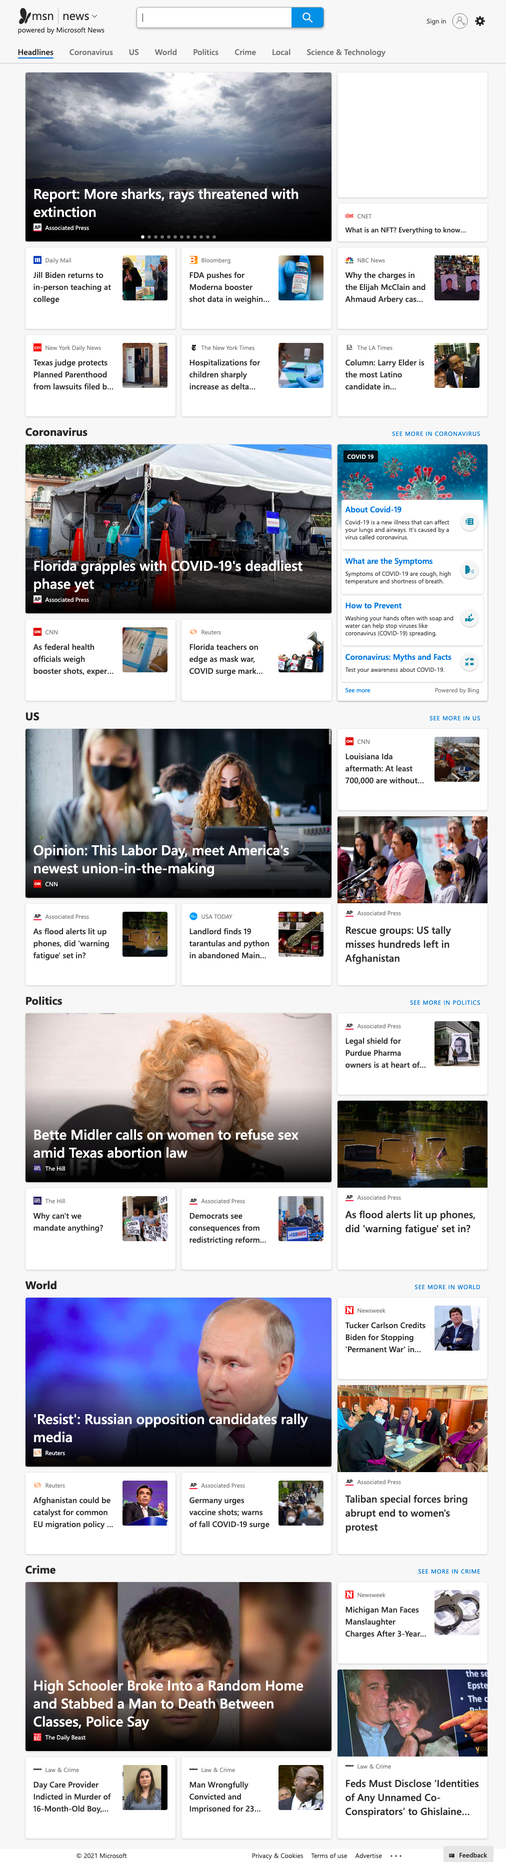 msn | news
powered by Microsoft News
Sign in
Headlines Coronavirus US World Politics Crime Local Science & Technology
Report: More sharks, rays threatened with
extinction
Associated Press
CNET
What is an NFT? Everything to know...
Daily Mail
Jill Biden returns to
in-person teaching at
college
Bloomberg
FDA pushes for
Moderna booster
shot data in weighin...
NBC News
Why the charges in
the Elijah McClain and
Ahmaud Arbery cas...
New York Daily News
Texas judge protects
Planned Parenthood
from lawsuits filed b...
The New York Times
Hospitalizations for
children sharply
increase as delta...
The LA Times
Column: Larry Elder is
the most Latino
candidate in...
Coronavirus
SEE MORE IN CORONAVIRUS
Florida grapples with COVID-19's deadliest
phase yet
Associated Press
COVID 19
About Covid-19
Covid-19 is a new illness that can affect
your lungs and airways. It's caused by a
virus called coronavirus.
What are the Symptoms
Symptoms of COVID-19 are cough, high
temperature and shortness of breath.
How to Prevent
Washing your hands often with soap and
water can help stop viruses like
coronavirus (COVID-19) spreading.
Coronavirus: Myths and Facts
Test your awareness about COVID-19.
See more
Powered by Bing
CNN
As federal health
officials weigh
booster shots, exper...
Reuters
Florida teachers on
edge as mask war,
COVID surge mark...
US
SEE MORE IN US
Opinion: This Labor Day, meet America's
newest union-in-the-making
CNN
CNN
Louisiana Ida
aftermath: At least
700,000 are without...
Associated Press
Rescue groups: US tally
misses hundreds left in
Afghanistan
Associated Press
As flood alerts lit up
phones, did 'warning
fatigue' set in?
USA TODAY
Landlord finds 19
tarantulas and python
in abandoned Main...
Politics
SEE MORE IN POLITICS
Bette Midler calls on women to refuse sex
amid Texas abortion law
The Hill
Associated Press
Legal shield for
Purdue Pharma
owners is at heart of...
Associated Press
As flood alerts lit up phones,
did 'warning fatigue' set in?
The Hill
Why can't we
mandate anything?
Associated Press
Democrats see
consequences from
redistricting reform...
World
SEE MORE IN WORLD
'Resist': Russian opposition candidates rally
media
Reuters
Newsweek
Tucker Carlson Credits
Biden for Stopping
'Permanent War' in...
Associated Press
Taliban special forces bring
abrupt end to women's
protest
Reuters
Afghanistan could be
catalyst for common
EU migration policy ...
Associated Press
Germany urges
vaccine shots; warns
of fall COVID-19 surge
Crime
SEE MORE IN CRIME
High Schooler Broke Into a Random Home
and Stabbed a Man to Death Between
Classes, Police Say
The Daily Beast
Newsweek
Michigan Man Faces
Manslaughter
Charges After 3-Year...
Law & Crime
Feds Must Disclose 'Identities
of Any Unnamed Co-
Conspirators' to Ghislaine...
Law & Crime
Day Care Provider
Indicted in Murder of
16-Month-Old Boy,...
Law & Crime
Man Wrongfully
Convicted and
Imprisoned for 23...
© 2021 Microsoft
Privacy & Cookies Terms of use Advertise ...
Feedback